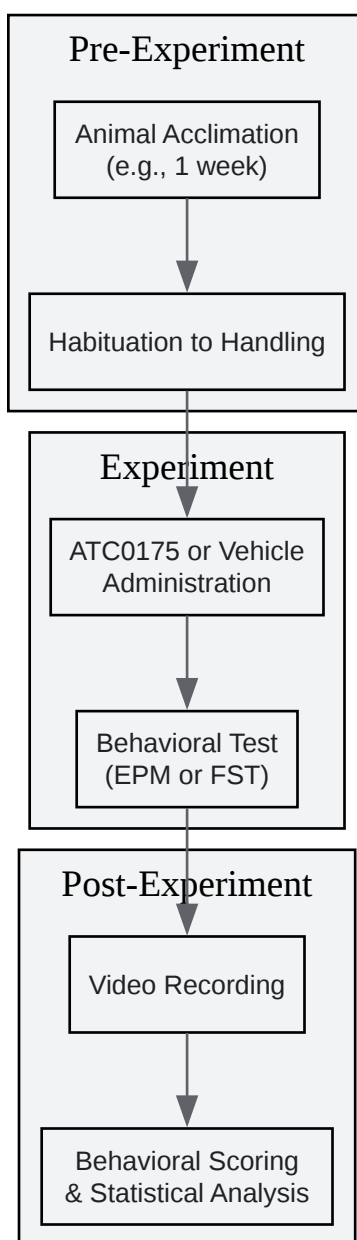 Pre-Experiment
Animal Acclimation
(e.g., 1 week)
Habituation to Handling
Experiment
ATC0175 or Vehicle
Administration
Behavioral Test
(EPM or FST)
Post-Experiment
Video Recording
Behavioral Scoring
& Statistical Analysis